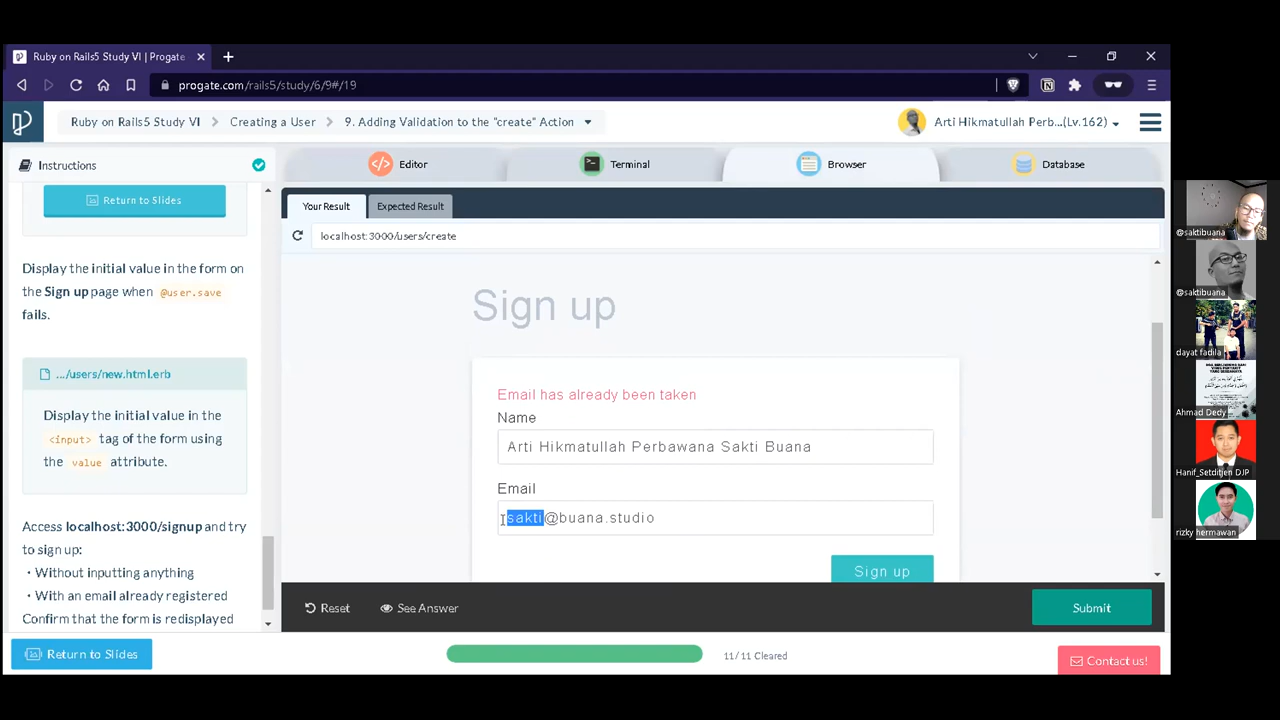 Ruby on Rails5 Study VI | Progate
progate.com/rails5/study/6/9#/19
Ruby on Rails5 Study VI
Creating a User
9. Adding Validation to the "create" Action
Arti Hikmatullah Perb...(Lv.162)
Instructions
Editor
Terminal
Browser
Database
Return to Slides
Your Result
Expected Result
localhost:3000/users/create
Display the initial value in the form on
the Sign up page when @user.save
fails.
.../users/new.html.erb
Display the initial value in the
<input> tag of the form using
the value attribute.
Access localhost:3000/signup and try
to sign up:
・Without inputting anything
・With an email already registered
Confirm that the form is redisplayed
Sign up
Email has already been taken
Name
Arti Hikmatullah Perbawana Sakti Buana
Email
sakti@buana.studio
Sign up
Reset
See Answer
Submit
Return to Slides
11/11 Cleared
Contact us!
@saktibuana
@saktibuana
dayat fadila
Ahmad Dedy
Hanif_Setditjen DJP
rizky hermawan